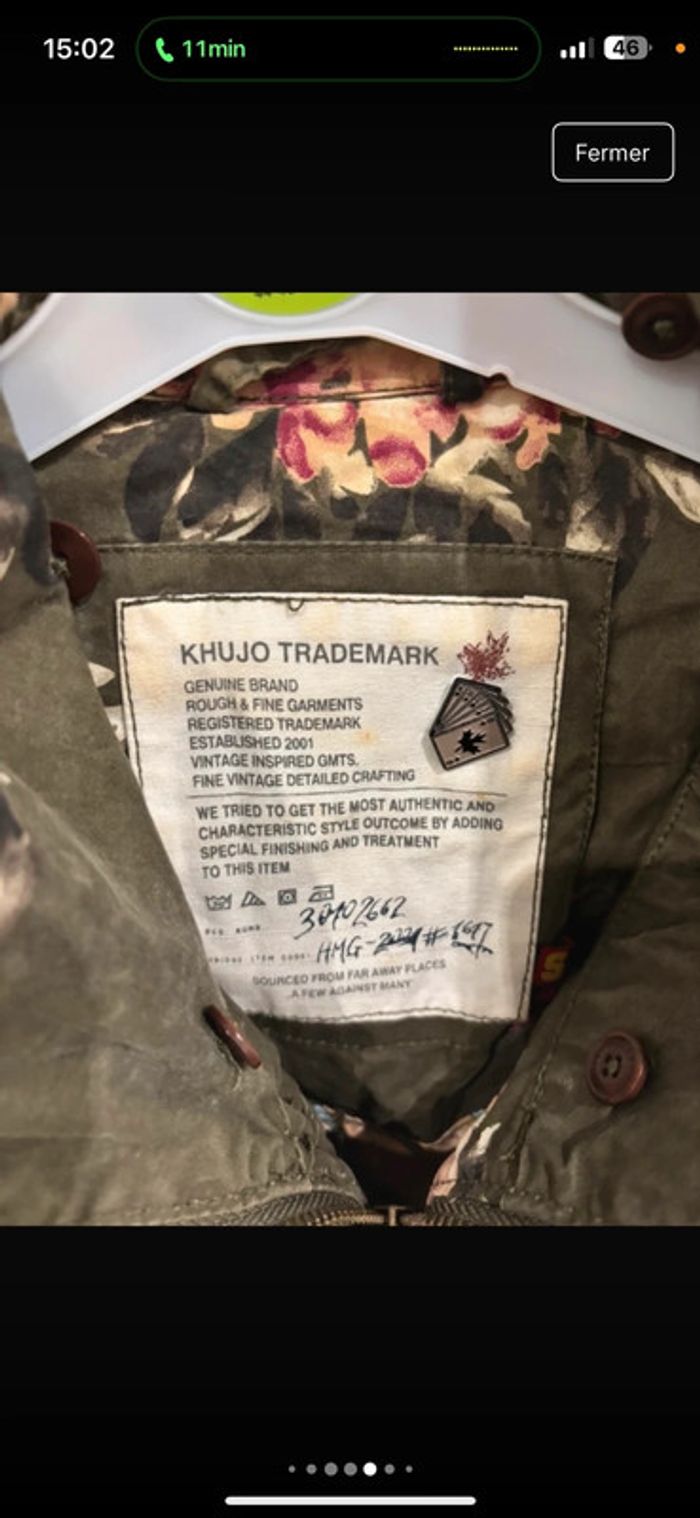 15:02
11min
46
Fermer
KHUJO TRADEMARK
GENUINE BRAND
ROUGH & FINE GARMENTS
REGISTERED TRADEMARK
ESTABLISHED 2001
VINTAGE INSPIRED GMTS.
FINE VINTAGE DETAILED CRAFTING
WE TRIED TO GET THE MOST AUTHENTIC AND
CHARACTERISTIC STYLE OUTCOME BY ADDING
SPECIAL FINISHING AND TREATMENT
TO THIS ITEM
HMG-
SOURCED FROM FAR AWAY PLACES
A FEW AGAINST MANY